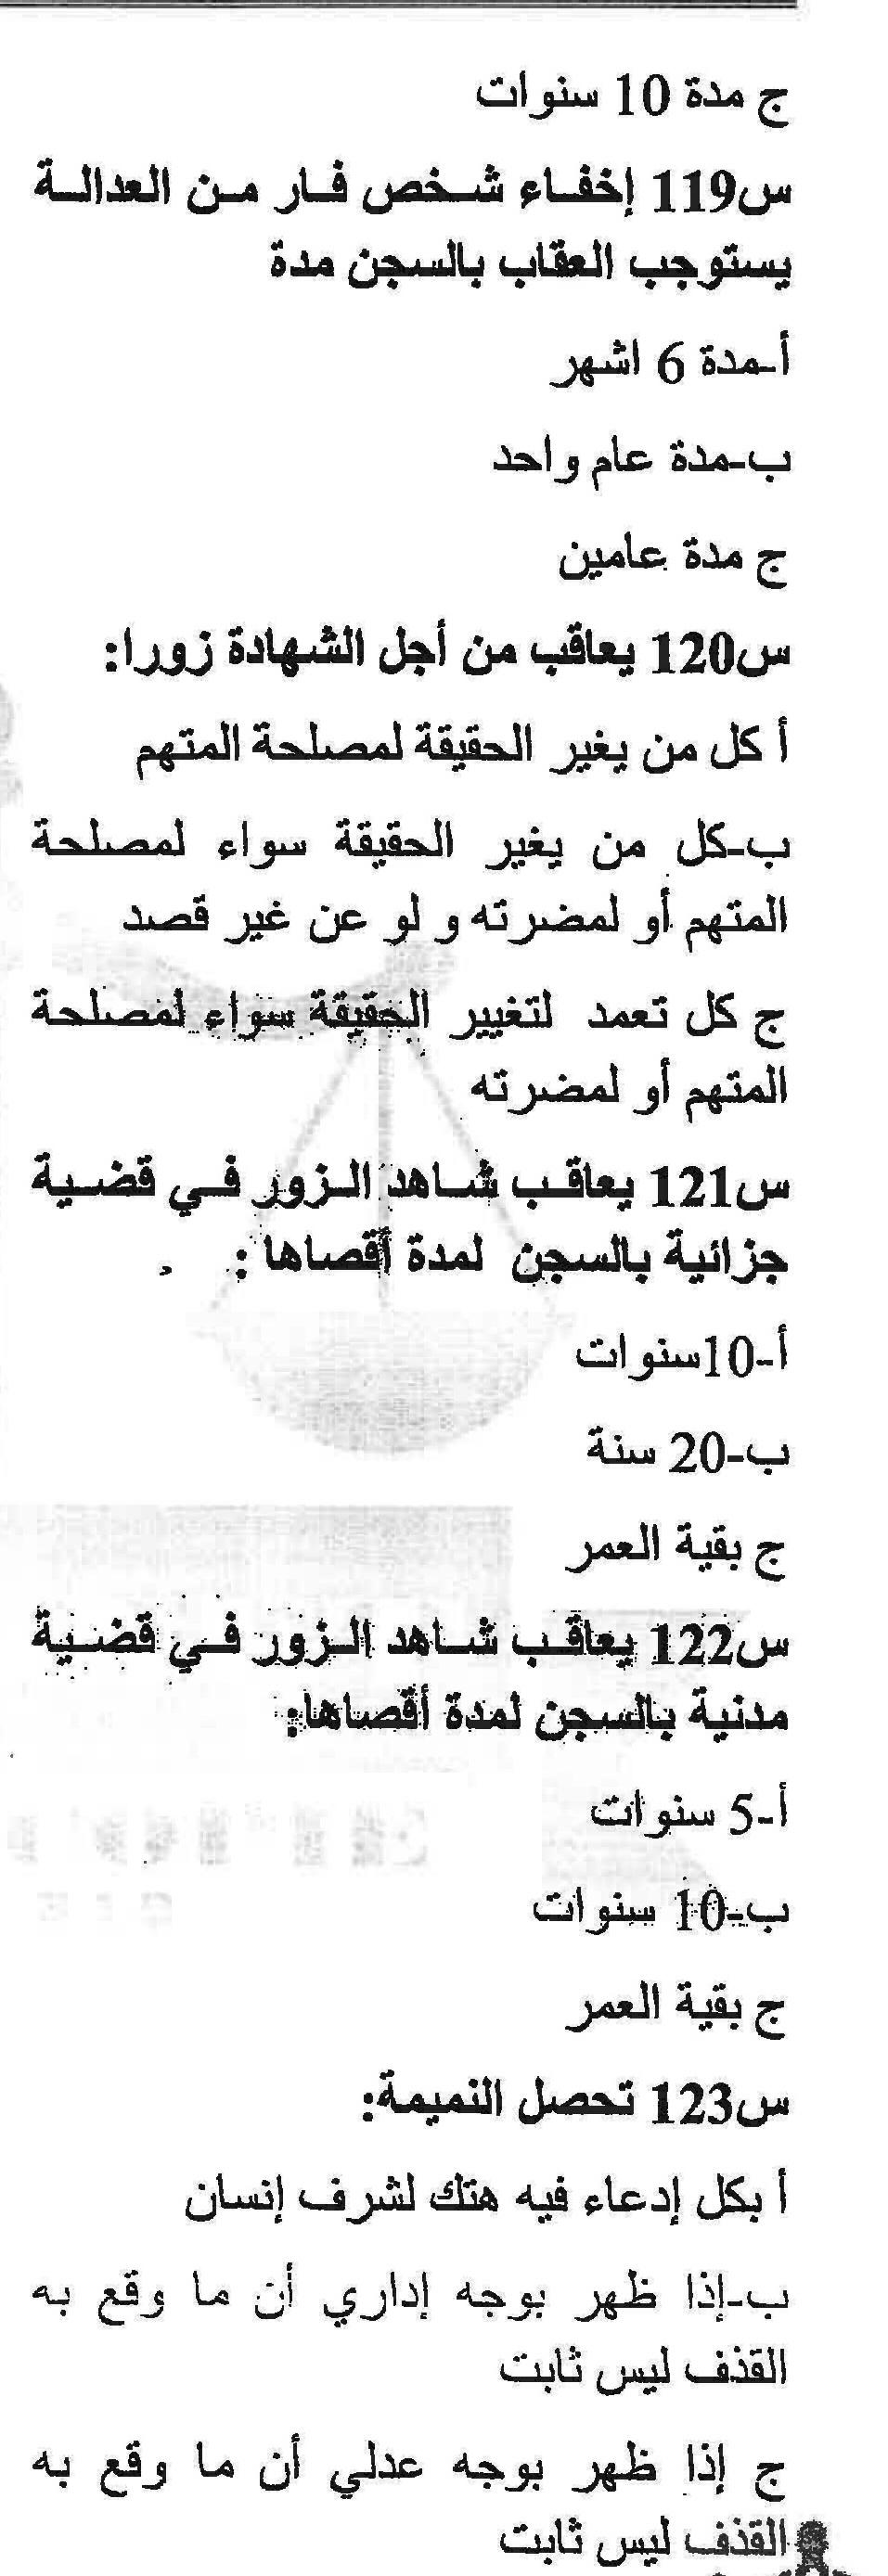 ج مدة 10 سنوات
س119 إخفاء شخص فار من العدالة
يستوجب العقاب بالسجن مدة
أ-مدة 6 اشهر
ب-مدة عام واحد
ج مدة عامين
س120 يعاقب من أجل الشهادة زورا:
أ كل من يغير الحقيقة لمصلحة المتهم
ب-كل من يغير الحقيقة سواء لمصلحة
المتهم أو لمضرته و لو عن غير قصد
ج كل تعمد لتغيير الحقيقة سواء لمصلحة
المتهم أو لمضرته
س121 يعاقب شاهد الزور في قضية
جزائية بالسجن لمدة أقصاها :
أ-10سنوات
ب-20 سنة
ج بقية العمر
س122 يعاقب شاهد الزور في قضية
مدنية بالسجن لمدة أقصاها:
أ-5 سنوات
ب-10 سنوات
ج بقية العمر
س123 تحصل النميمة:
أ بكل إدعاء فيه هتك لشرف إنسان
ب-إذا ظهر بوجه إداري أن ما وقع به
القذف ليس ثابت
ج إذا ظهر بوجه عدلي أن ما وقع به
القذف ليس ثابت